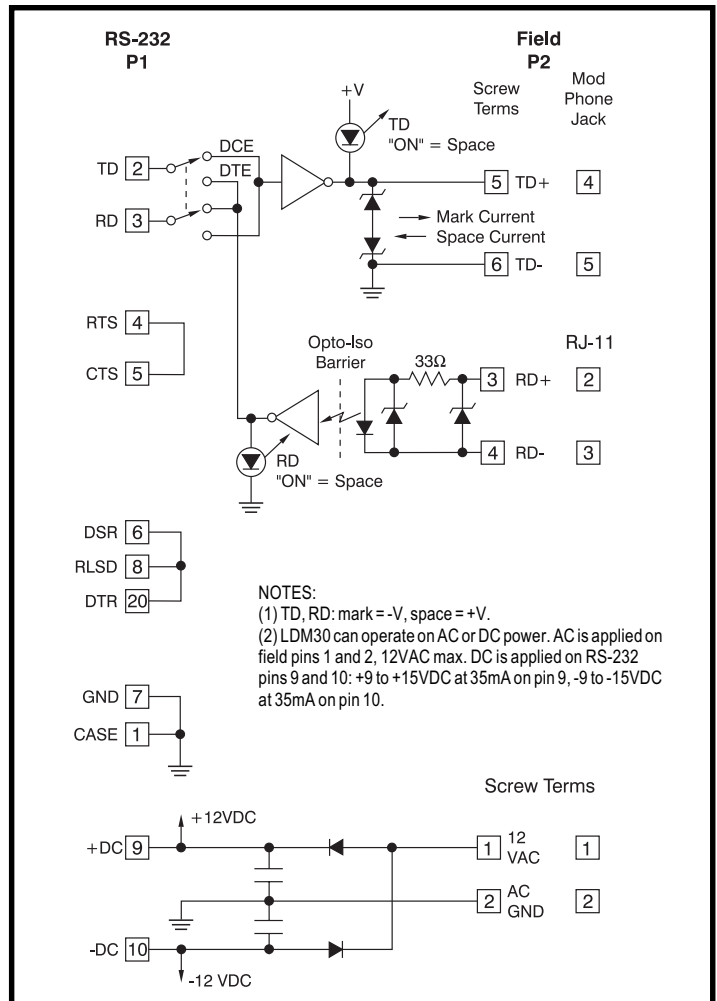 RS-232
P1
Field
P2
Screw
Terms
Mod
Phone
Jack
+V
TD
"ON" = Space
DCE
TD 2
DTE
RD 3
5 TD+ 4
Mark Current
Space Current
6 TD- 5
RTS 4
CTS 5
Opto-Iso
Barrier
33Ω
RJ-11
3 RD+ 2
4 RD- 3
RD
"ON" = Space
DSR 6
RLSD 8
DTR 20
NOTES:
(1) TD, RD: mark = -V, space = +V.
(2) LDM30 can operate on AC or DC power. AC is applied on
field pins 1 and 2, 12VAC max. DC is applied on RS-232
pins 9 and 10: +9 to +15VDC at 35mA on pin 9, -9 to -15VDC
at 35mA on pin 10.
GND 7
CASE 1
Screw Terms
+12VDC
+DC 9
1 12
VAC
1
2 AC
GND
2
-DC 10
-12 VDC